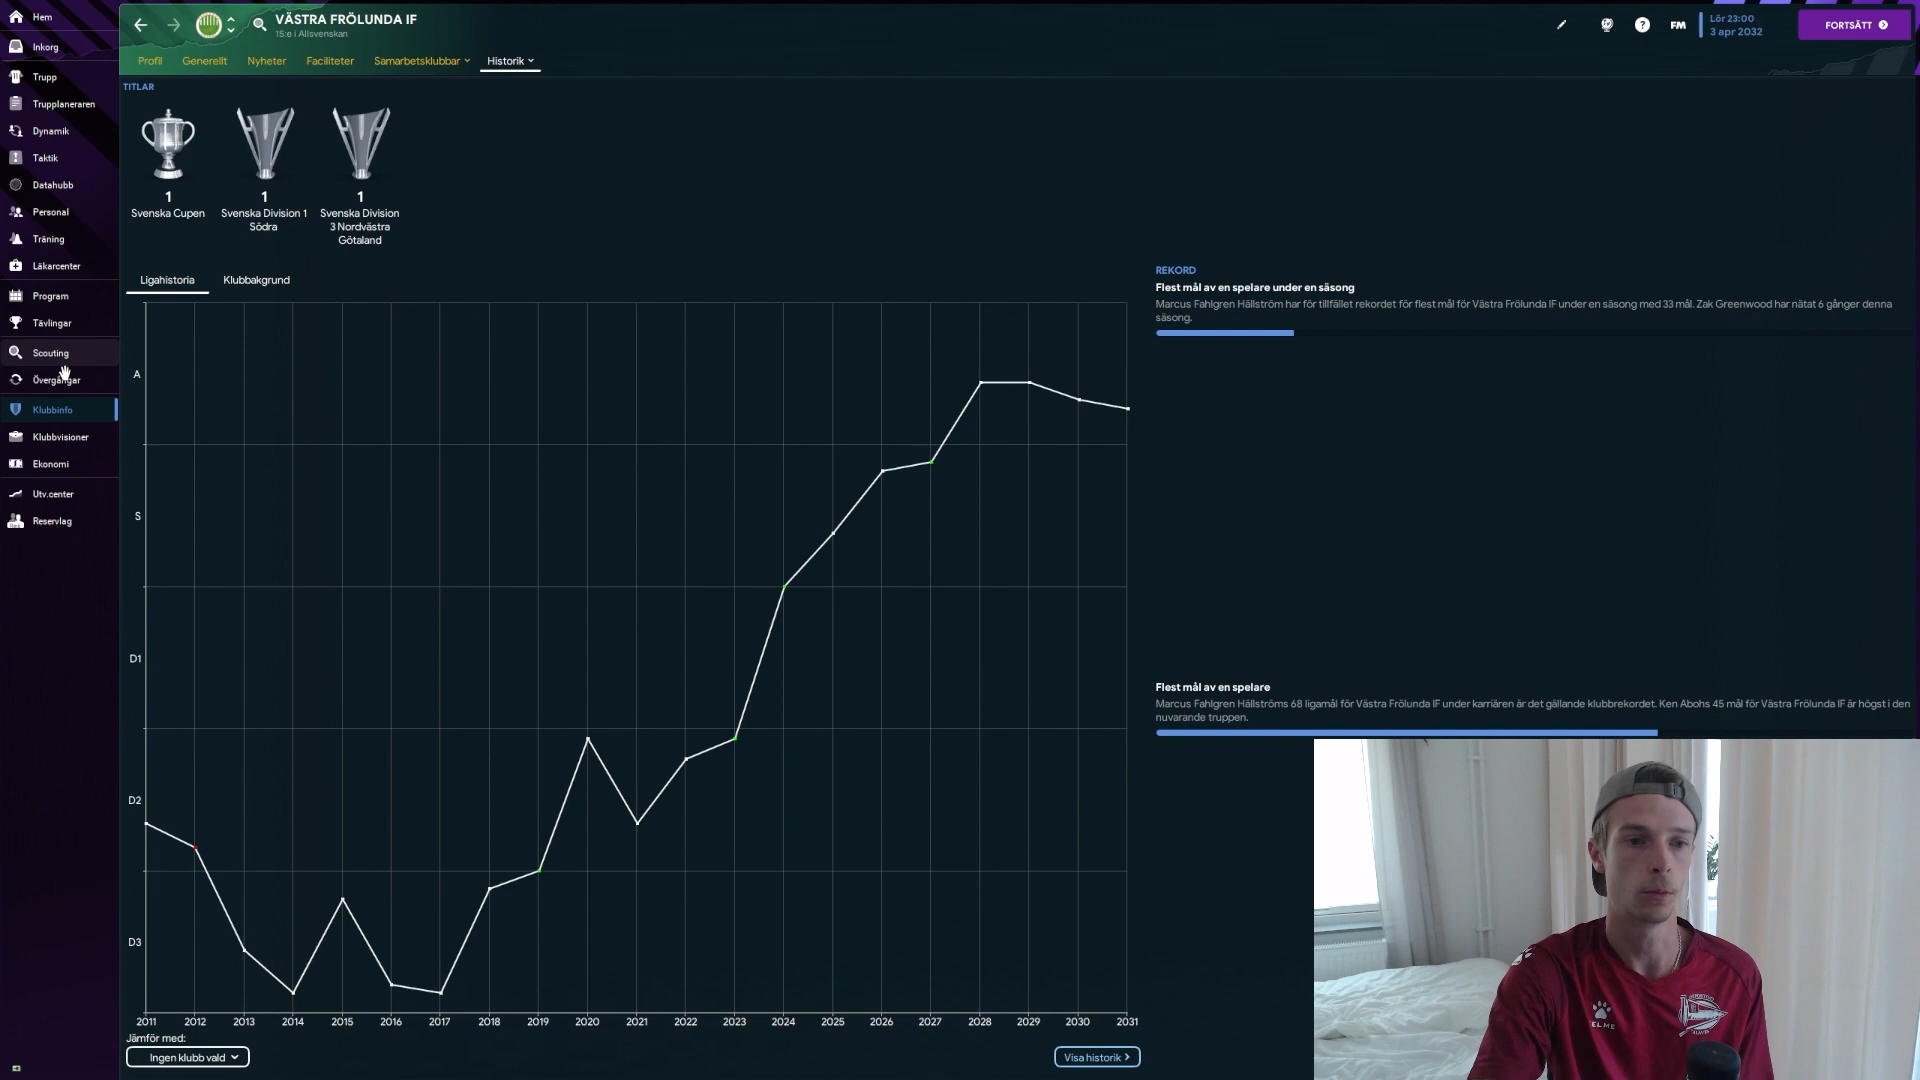 Hem
Inkorg
Trupp
Trupplaneraren
Dynamik
Taktik
Datahubb
Personal
Träning
Läkarcenter
Program
Tävlingar
Scouting
Övergångar
Klubbinfo
Klubbvisioner
Ekonomi
Utv.center
Reservlag
VÄSTRA FRÖLUNDA IF
15:e i Allsvenskan
FM
Lör 23:00
3 apr 2032
FORTSÄTT
Profil
Generellt
Nyheter
Faciliteter
Samarbetsklubbar
Historik
TITLAR
1
Svenska Cupen
1
Svenska Division 1
Södra
1
Svenska Division
3 Nordvästra
Götaland
Ligahistoria
Klubbakgrund
A
S
D1
D2
D3
2011 2012 2013 2014 2015 2016 2017 2018 2019 2020 2021 2022 2023 2024 2025 2026 2027 2028 2029 2030 2031
Jämför med:
Ingen klubb vald
Visa historik
REKORD
Flest mål av en spelare under en säsong
Marcus Fahlgren Hällström har för tillfället rekordet för flest mål för Västra Frölunda IF under en säsong med 33 mål. Zak Greenwood har nätat 6 gånger denna
säsong.
Flest mål av en spelare
Marcus Fahlgren Hällströms 68 ligamål för Västra Frölunda IF under karriären är det gällande klubbrekordet. Ken Abohs 45 mål för Västra Frölunda IF är högst i den
nuvarande truppen.
ELME